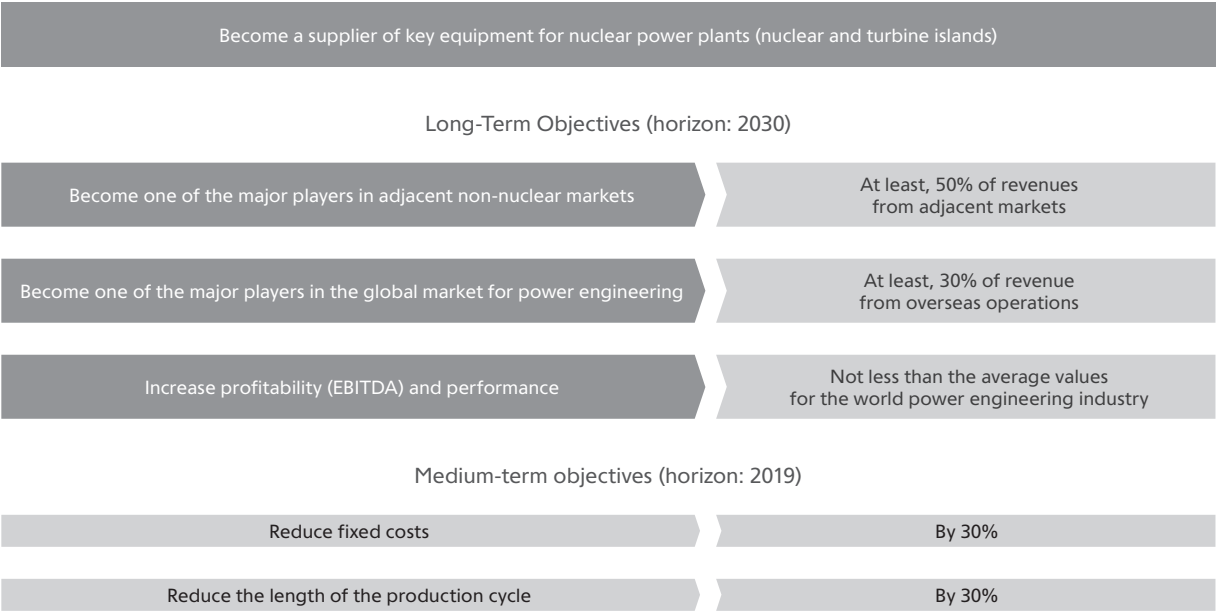 Become a supplier of key equipment for nuclear power plants (nuclear and turbine islands)
Long-Term Objectives (horizon: 2030)
Become one of the major players in adjacent non-nuclear markets
At least, 50% of revenues
from adjacent markets
Become one of the major players in the global market for power engineering
At least, 30% of revenue
from overseas operations
Increase profitability (EBITDA) and performance
Not less than the average values
for the world power engineering industry
Medium-term objectives (horizon: 2019)
Reduce fixed costs
By 30%
Reduce the length of the production cycle
By 30%